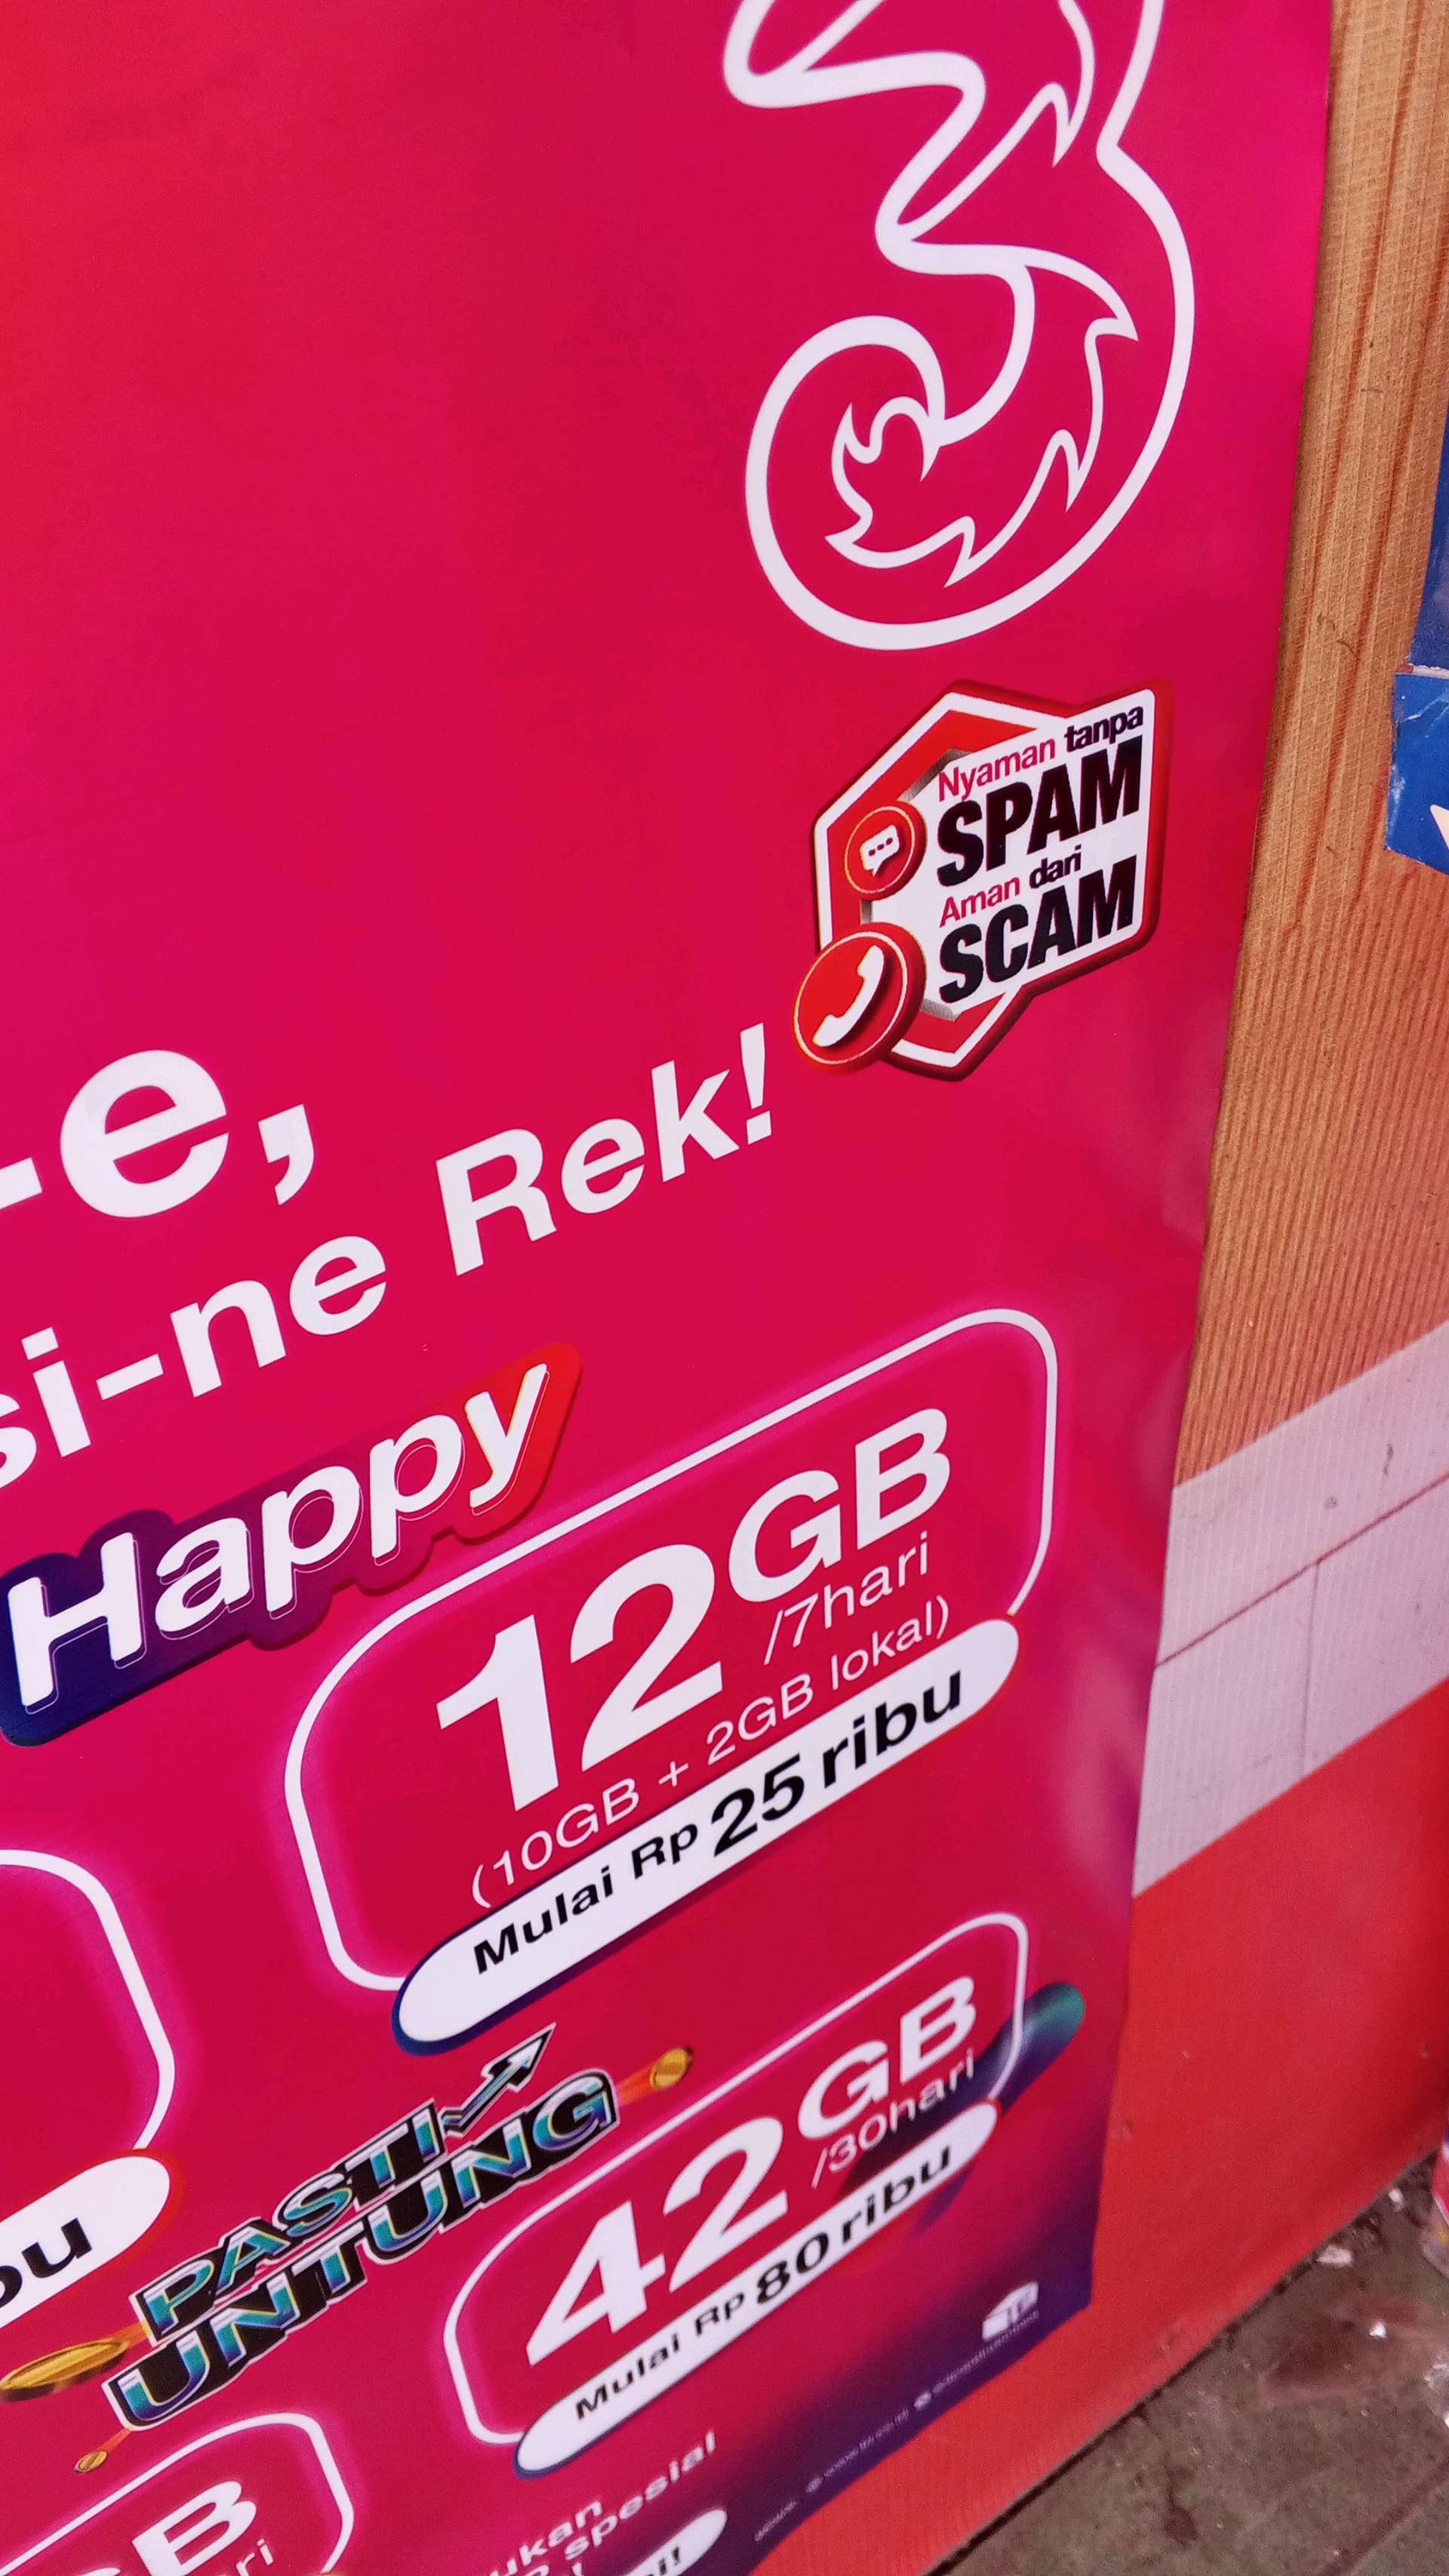 Nyaman tanpa
SPAM
Aman dari
SCAM
-e,
si-ne Rek!
Happy
12GB
/7hari
(10GB + 2GB lokal)
Mulai Rp 25 ribu
PASTI
UNTUNG
42GB
/30hari
Mulai Rp 80 ribu
spesial